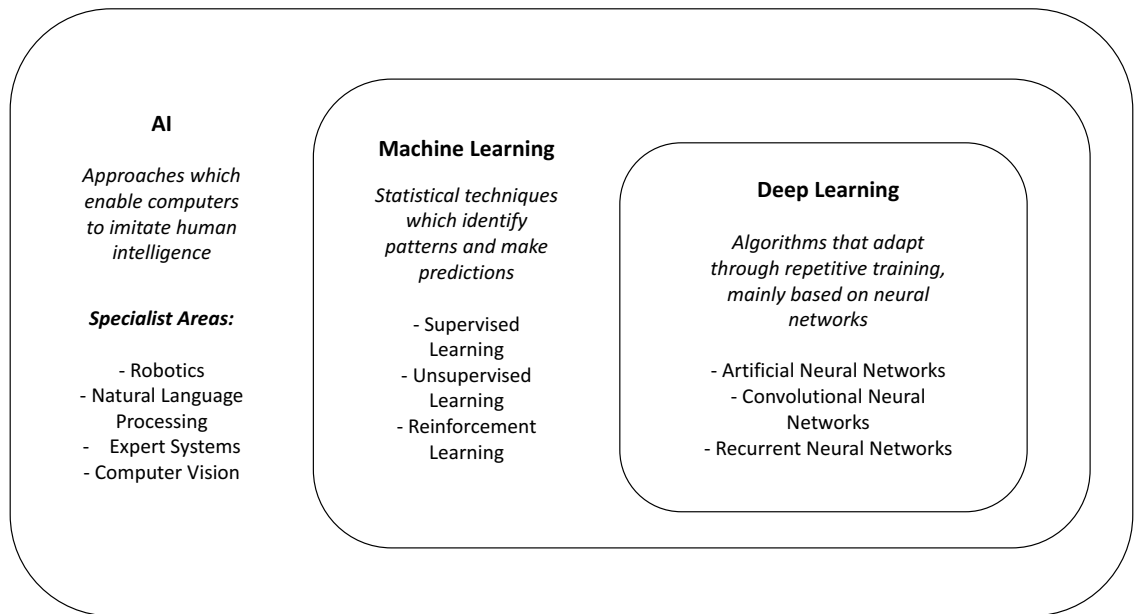 AI
Approaches which
enable computers
to imitate human
intelligence
Specialist Areas:
- Robotics
- Natural Language
Processing
- Expert Systems
- Computer Vision
Machine Learning
Statistical techniques
which identify
patterns and make
predictions
- Supervised
Learning
- Unsupervised
Learning
- Reinforcement
Learning
Deep Learning
Algorithms that adapt
through repetitive training,
mainly based on neural
networks
- Artificial Neural Networks
- Convolutional Neural
Networks
- Recurrent Neural Networks